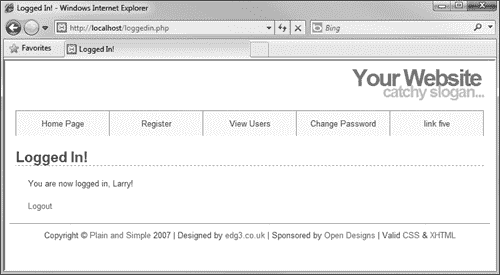 Logged In! - Windows Internet Explorer
http://localhost/loggedin.php
Bing
Favorites
Logged In!
Your Website
catchy slogan...
Home Page
Register
View Users
Change Password
link five
Logged In!
You are now logged in, Larry!
Logout
Copyright © Plain and Simple 2007 | Designed by edg3.co.uk | Sponsored by Open Designs | Valid CSS & XHTML